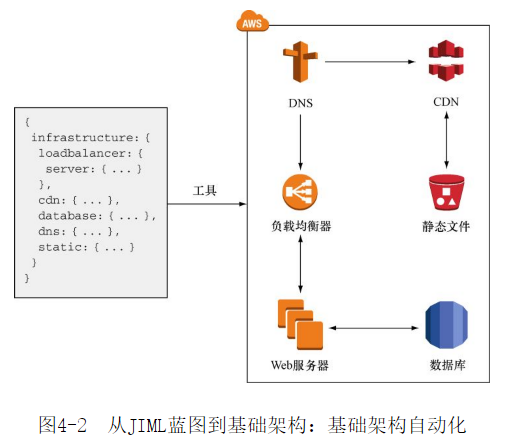 AWS
{
infrastructure: {
loadbalancer: {
server: { ... }
},
cdn: { ... },
database: { ... },
dns: { ... },
static: { ... }
}
}
工具
DNS
CDN
负载均衡器
静态文件
Web服务器
数据库
图4-2 从JIML蓝图到基础架构：基础架构自动化